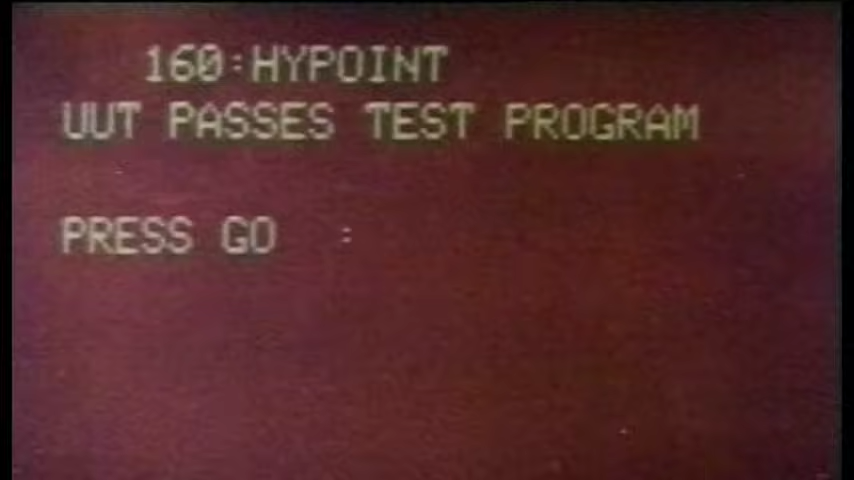 160:HYPOINT
UUT PASSES TEST PROGRAM
PRESS GO :